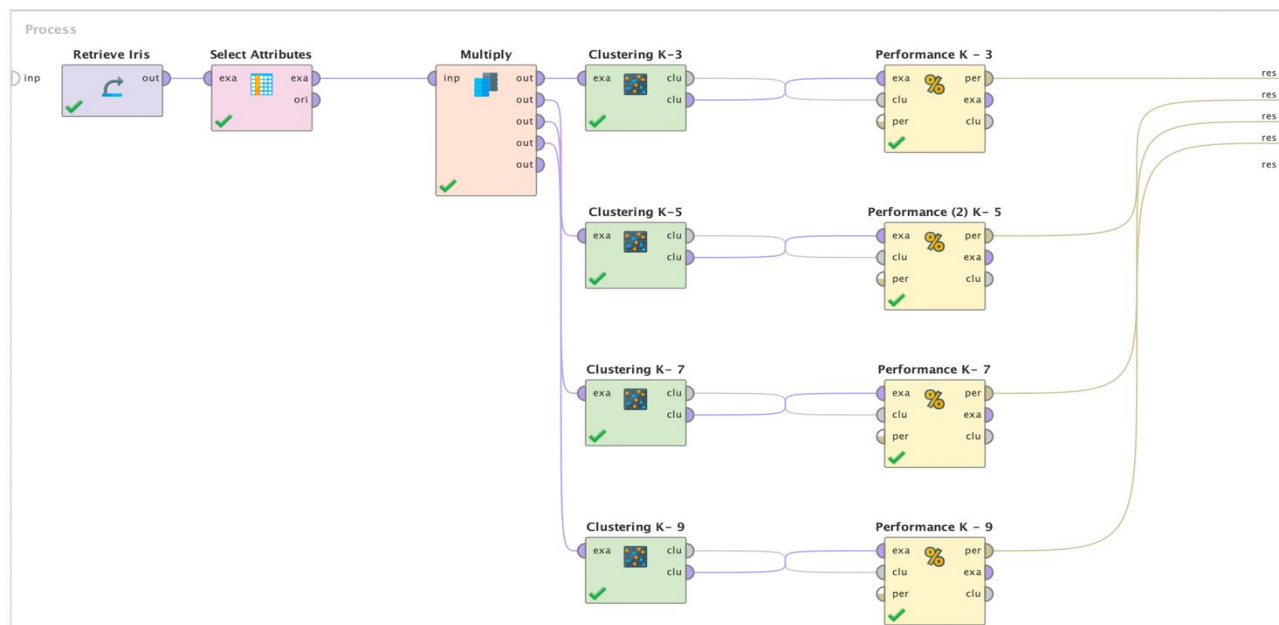 Process
inp
Retrieve Iris
out
Select Attributes
exa exa
ori
Multiply
inp out
out
out
out
out
Clustering K-3
exa clu
clu
Performance K - 3
exa per
clu exa
per clu
res
res
res
res
res
Clustering K-5
exa clu
clu
Performance (2) K- 5
exa per
clu exa
per clu
Clustering K- 7
exa clu
clu
Performance K- 7
exa per
clu exa
per clu
Clustering K- 9
exa clu
clu
Performance K - 9
exa per
clu exa
per clu